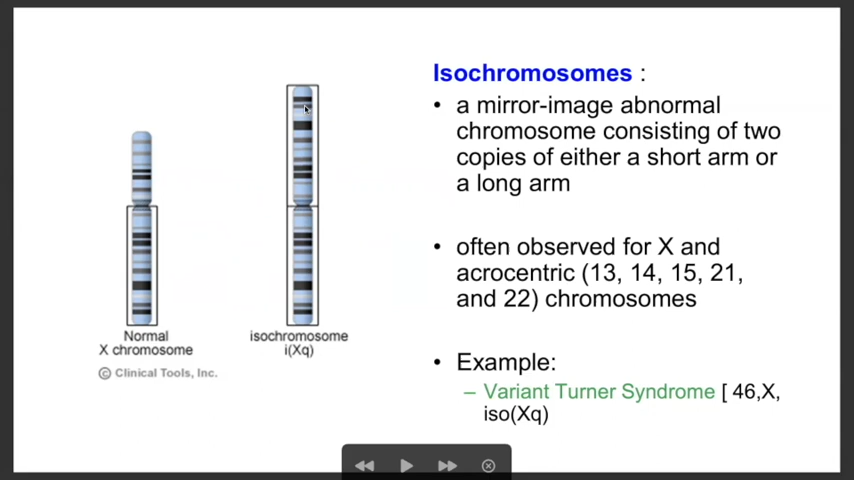 Isochromosomes :
• a mirror-image abnormal
chromosome consisting of two
copies of either a short arm or
a long arm
• often observed for X and
acrocentric (13, 14, 15, 21,
and 22) chromosomes
• Example:
– Variant Turner Syndrome [ 46,X,
iso(Xq)
Normal
X chromosome
isochromosome
i(Xq)
© Clinical Tools, Inc.